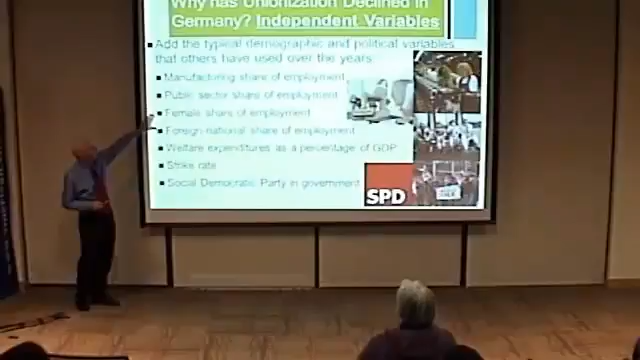 Why has Unionization Declined in
Germany? Independent Variables
Add the typical demographic and political variables
that others have used over the years:
Manufacturing share of employment
Public sector share of employment
Female share of employment
Foreign national share of employment
Welfare expenditures as a percentage of GDP
Strike rate
Social Democratic Party in government
SPD